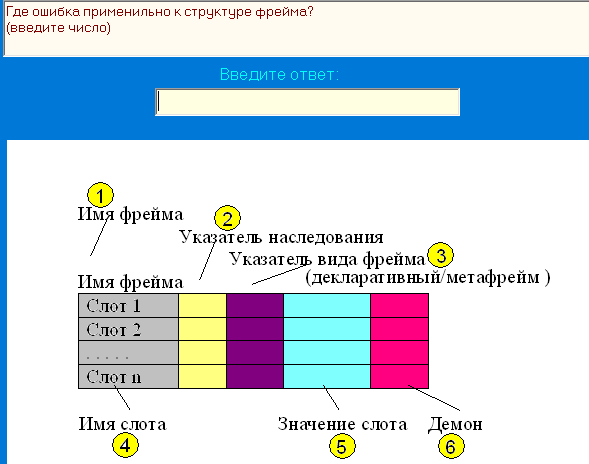 Где ошибка применильно к структуре фрейма?
(введите число)
Введите ответ:
1
Имя фрейма
2
Указатель наследования
Указатель вида фрейма
3
(декларативный/метафрейм )
Имя фрейма
Слот 1
Слот 2
. . . . .
Слот n
Имя слота
Значение слота
Демон
4
5
6